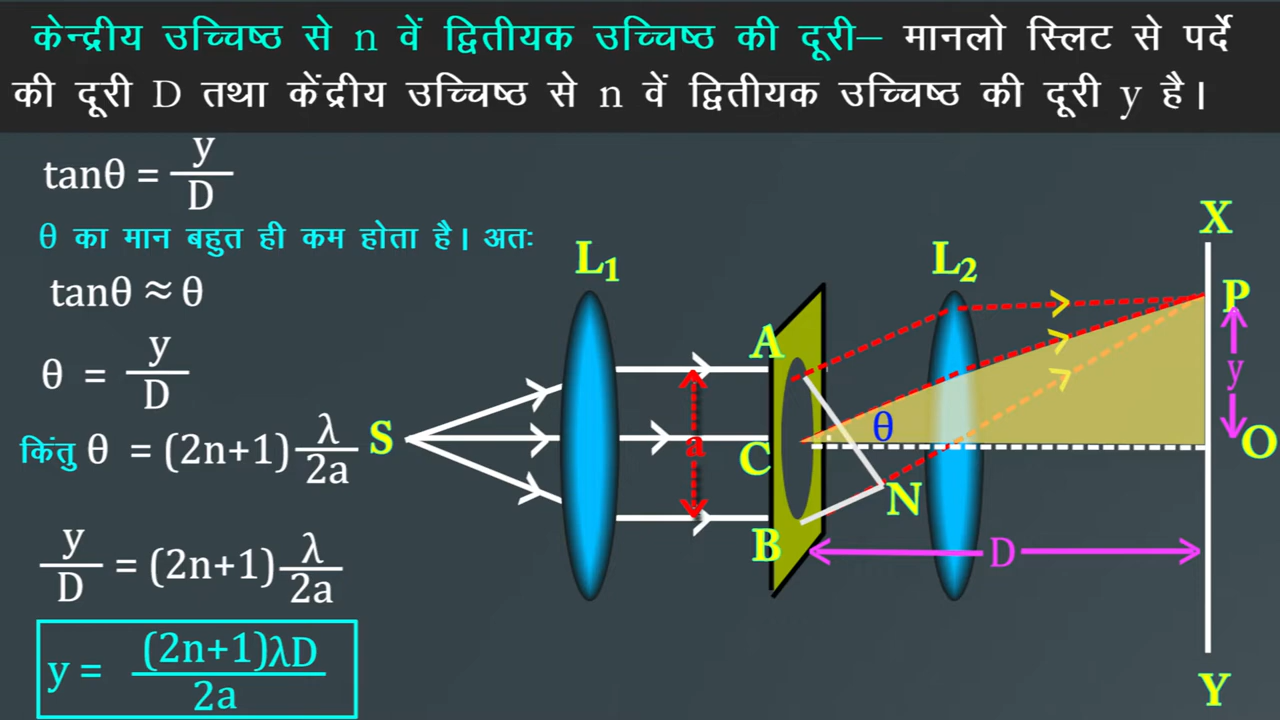 केन्द्रीय उच्चिष्ठ से n वें द्वितीयक उच्चिष्ठ की दूरी– मानलो स्लिट से पर्दे
की दूरी D तथा केंद्रीय उच्चिष्ठ से n वें द्वितीयक उच्चिष्ठ की दूरी y है।
tanθ = y/D
θ का मान बहुत ही कम होता है। अतः
tanθ ≈ θ
θ = y/D
किंतु θ = (2n+1) λ/2a
y/D = (2n+1) λ/2a
y = (2n+1)λD/2a
S
L₁
a
A
C
B
θ
N
L₂
D
X
P
y
O
Y